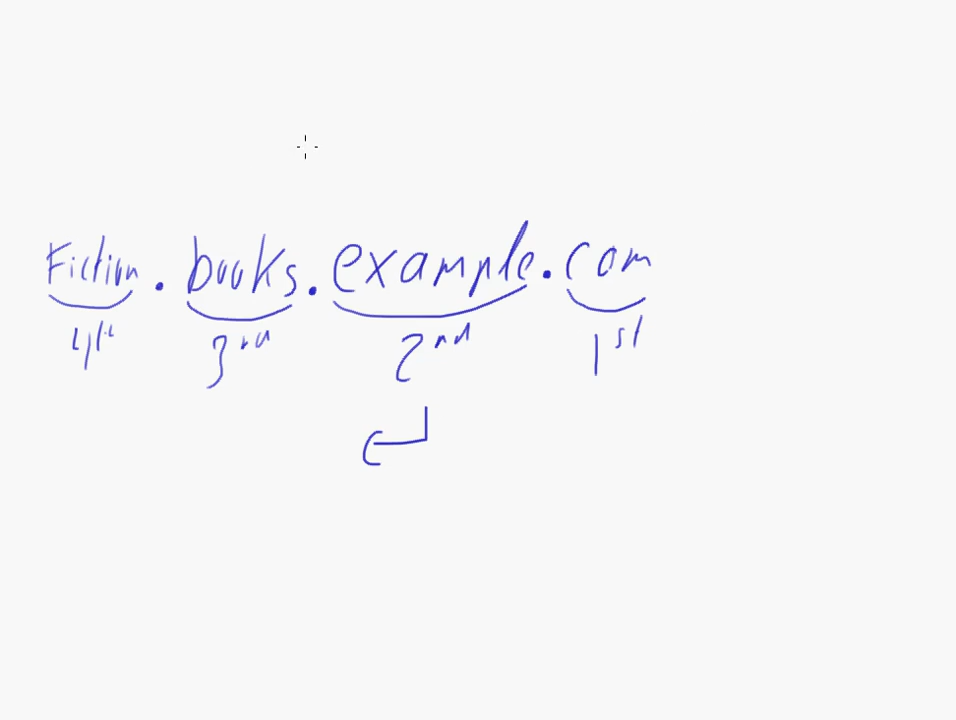 Fiction . books . example . com
4th 3rd 2nd 1st